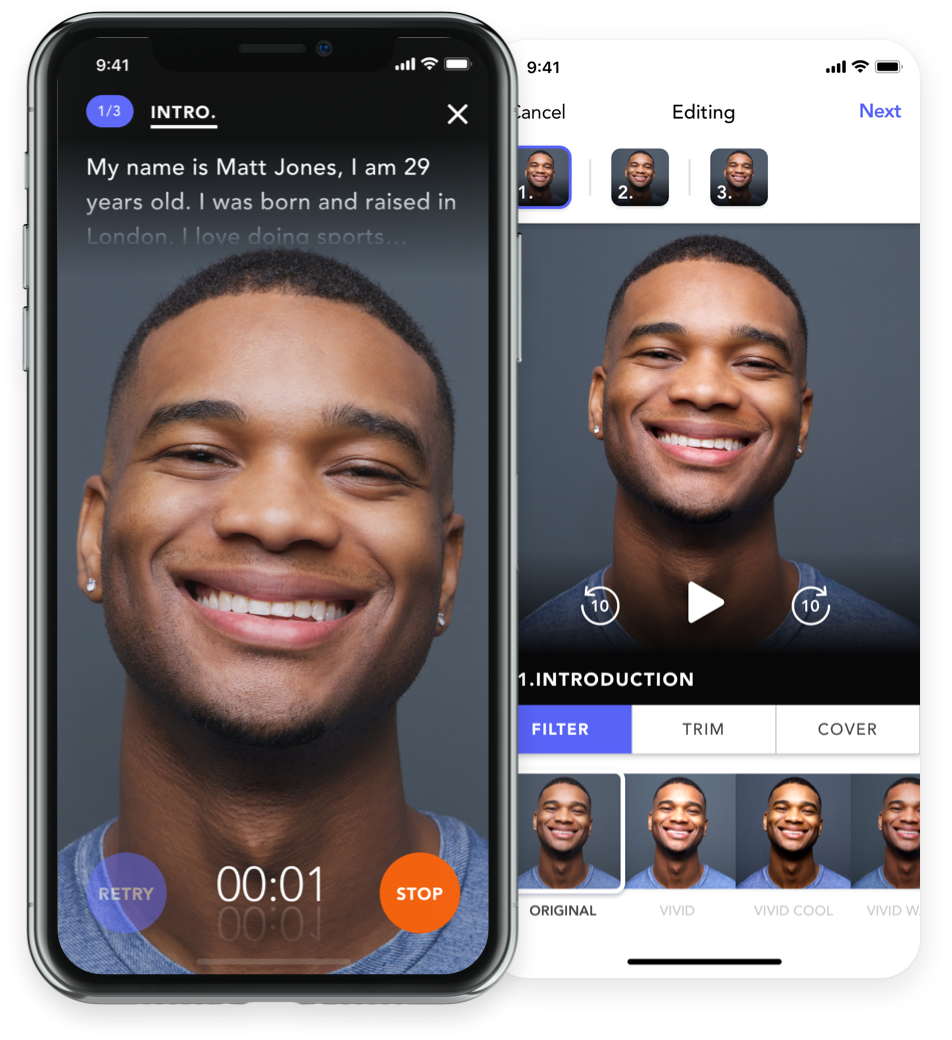 9:41
1/3 INTRO.
My name is Matt Jones, I am 29
years old. I was born and raised in
London. I love doing sports...
RETRY
00:01
STOP
9:41
Cancel
Editing
Next
1.
2.
3.
10
10
1.INTRODUCTION
FILTER
TRIM
COVER
ORIGINAL
VIVID
VIVID COOL
VIVID W